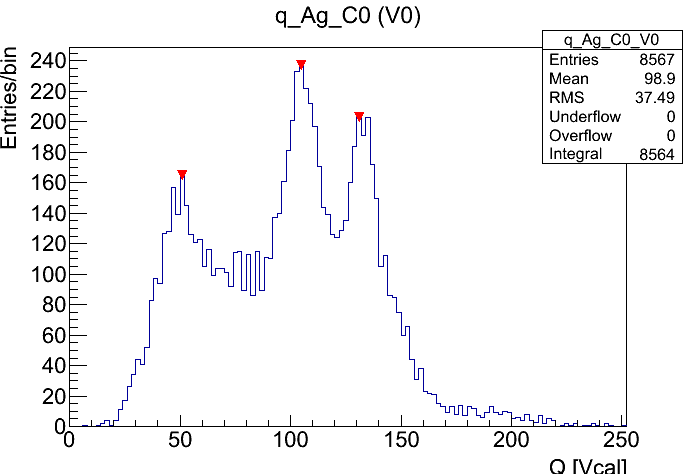 q_Ag_C0 (V0)
q_Ag_C0_V0
Entries 8567
Mean 98.9
RMS 37.49
Underflow 0
Overflow 0
Integral 8564
Entries/bin
240
220
200
180
160
140
120
100
80
60
40
20
0
0 50 100 150 200 250
Q [Vcal]